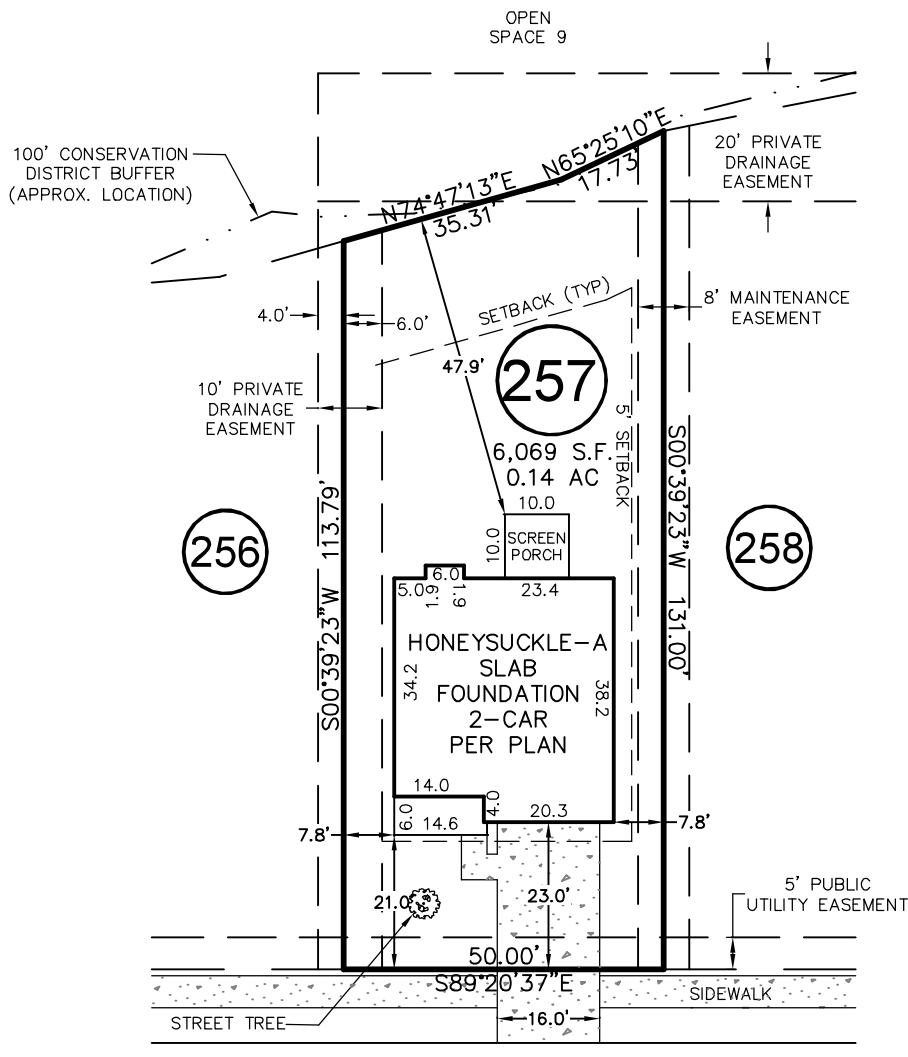 OPEN
SPACE 9
100' CONSERVATION
DISTRICT BUFFER
(APPROX. LOCATION)
N74°47'13"E
35.31'
N65°25'10"E
17.73'
20' PRIVATE
DRAINAGE
EASEMENT
4.0'
6.0'
SETBACK (TYP)
8' MAINTENANCE
EASEMENT
47.9'
257
10' PRIVATE
DRAINAGE
EASEMENT
5' SETBACK
6,069 S.F.
0.14 AC
S00°39'23"W 113.79'
S00°39'23"W 131.00'
10.0
10.0
SCREEN
PORCH
256
258
6.0
5.0
1.9
1.9
23.4
HONEYSUCKLE-A
SLAB
FOUNDATION
2-CAR
PER PLAN
34.2
38.2
14.0
4.0
20.3
6.0
14.6
7.8'
7.8'
21.0'
23.0'
5' PUBLIC
UTILITY EASEMENT
50.00'
S89°20'37"E
SIDEWALK
STREET TREE
16.0'